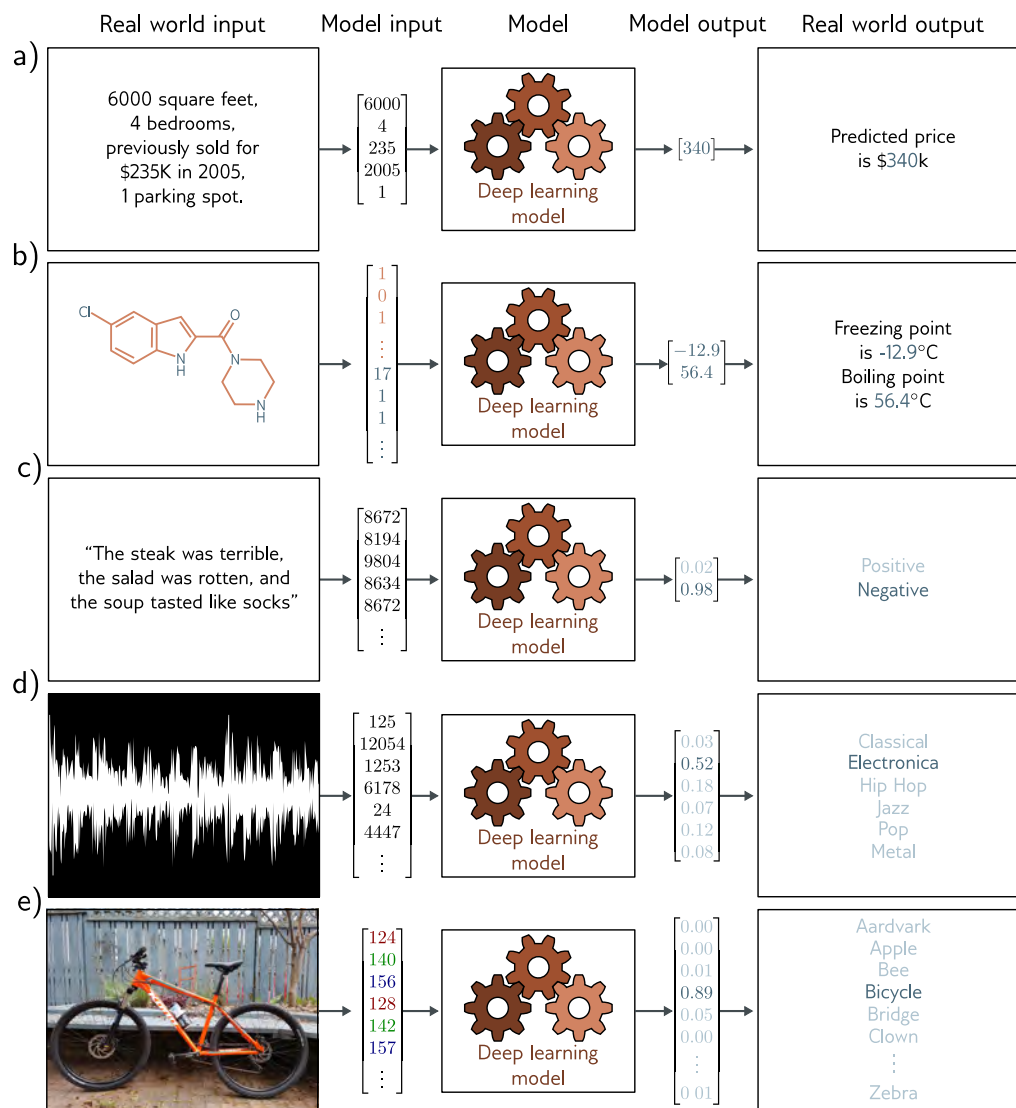 Real world input Model input Model Model output Real world output
a)
6000 square feet,
4 bedrooms,
previously sold for
$235K in 2005,
1 parking spot.
6000
4
235
2005
1
Deep learning
model
[340]
Predicted price
is $340k
b)
Cl
O
N
N
H
N
H
1
0
1
⋮
17
1
1
⋮
Deep learning
model
−12.9
56.4
Freezing point
is -12.9°C
Boiling point
is 56.4°C
c)
“The steak was terrible,
the salad was rotten, and
the soup tasted like socks”
8672
8194
9804
8634
8672
⋮
Deep learning
model
0.02
0.98
Positive
Negative
d)
125
12054
1253
6178
24
4447
⋮
Deep learning
model
0.03
0.52
0.18
0.07
0.12
0.08
Classical
Electronica
Hip Hop
Jazz
Pop
Metal
e)
124
140
156
128
142
157
⋮
Deep learning
model
0.00
0.00
0.01
0.89
0.05
0.00
⋮
0 01
Aardvark
Apple
Bee
Bicycle
Bridge
Clown
⋮
Zebra